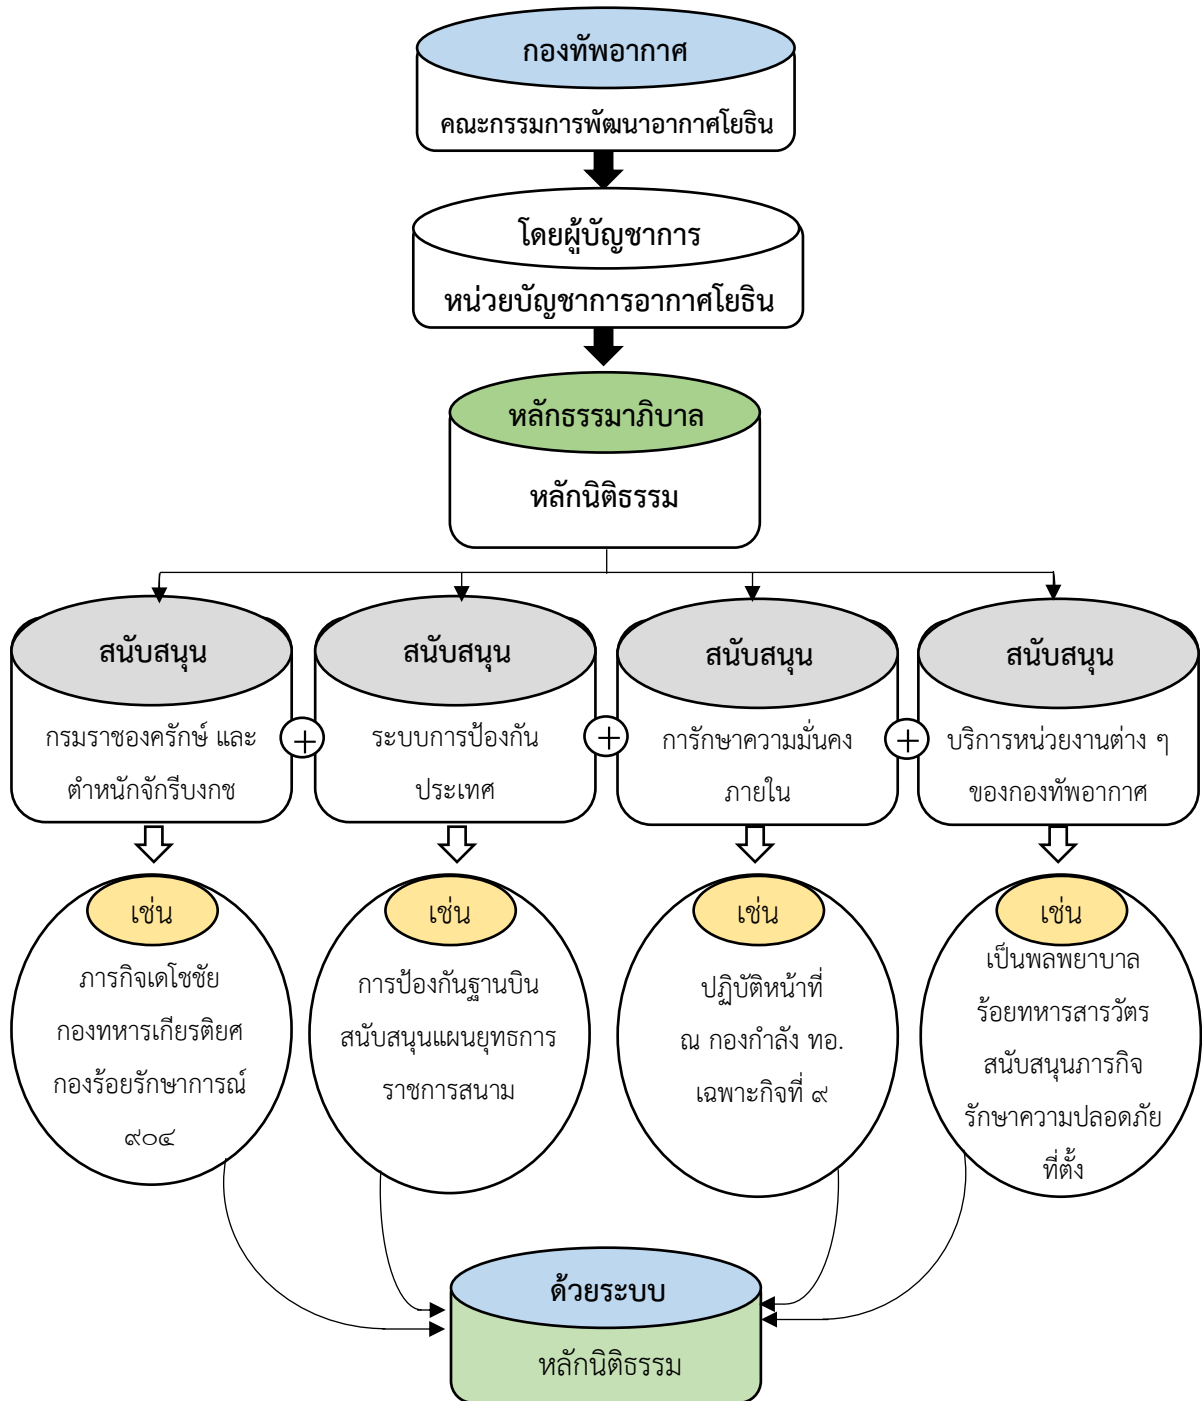 กองทัพอากาศ
คณะกรรมการพัฒนาอากาศโยธิน
โดยผู้บัญชาการ
หน่วยบัญชาการอากาศโยธิน
หลักธรรมาภิบาล
หลักนิติธรรม
สนับสนุน
กรมราชองครักษ์ และ
ตำหนักจักรีบงกช
+
สนับสนุน
ระบบการป้องกัน
ประเทศ
+
สนับสนุน
การักษาความมั่นคง
ภายใน
+
สนับสนุน
บริการหน่วยงานต่าง ๆ
ของกองทัพอากาศ
เช่น
ภารกิจเดโชชัย
กองทหารเกียรติยศ
กองร้อยรักษาการณ์
๙๐๔
เช่น
การป้องกันฐานบิน
สนับสนุนแผนยุทธการ
ราชการสนาม
เช่น
ปฏิบัติหน้าที่
ณ กองกำลัง ทอ.
เฉพาะกิจที่ ๙
เช่น
เป็นพลพยาบาล
ร้อยทหารสารวัตร
สนับสนุนภารกิจ
รักษาความปลอดภัย
ที่ตั้ง
ด้วยระบบ
หลักนิติธรรม